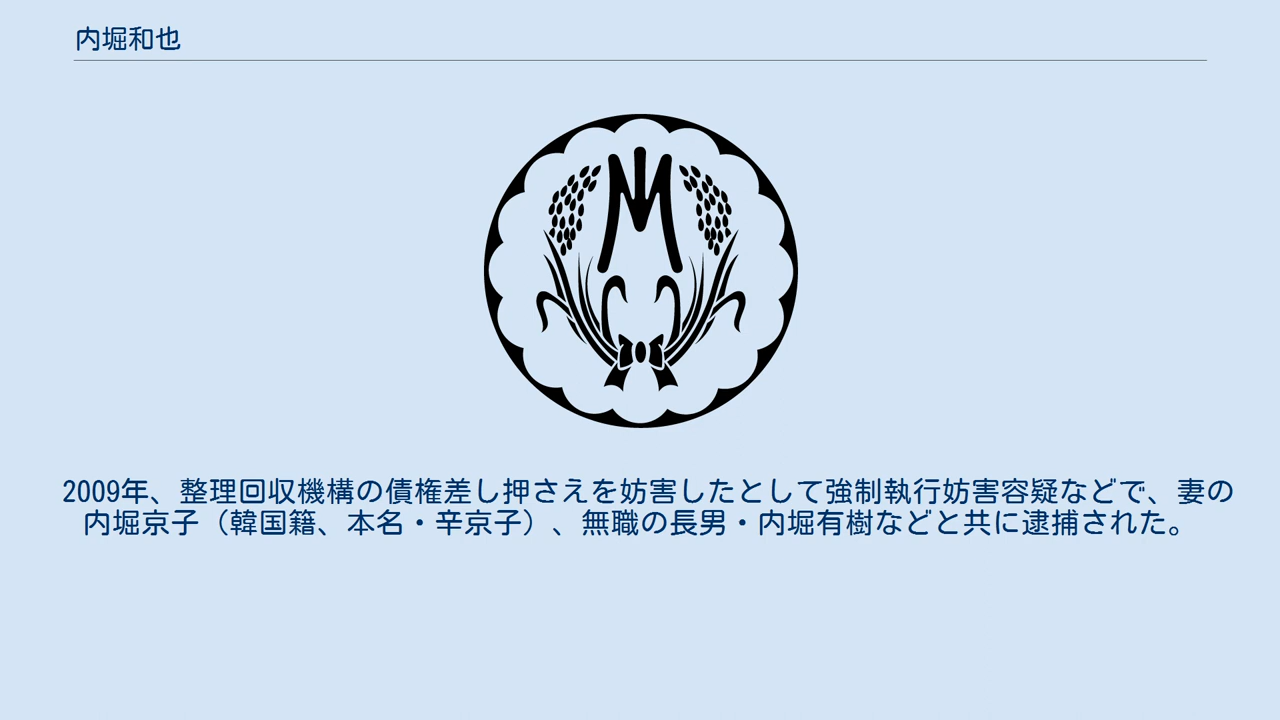 内堀和也
2009年、整理回収機構の債権差し押さえを妨害したとして強制執行妨害容疑などで、妻の
内堀京子（韓国籍、本名・辛京子）、無職の長男・内堀有樹などと共に逮捕された。